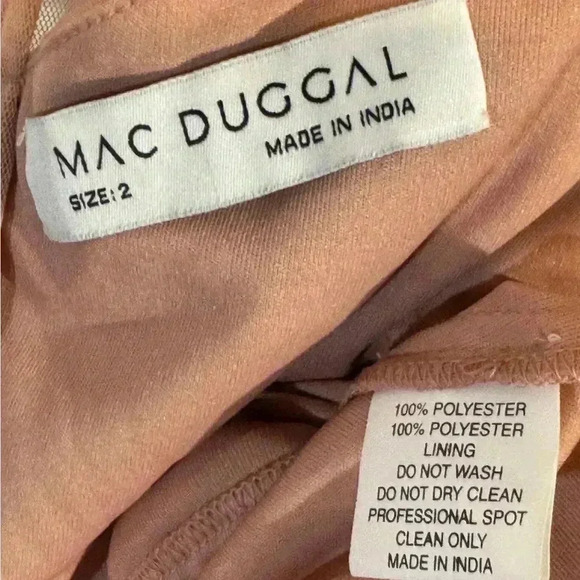 MAC DUGGAL
MADE IN INDIA
SIZE: 2
100% POLYESTER
100% POLYESTER
LINING
DO NOT WASH
DO NOT DRY CLEAN
PROFESSIONAL SPOT
CLEAN ONLY
MADE IN INDIA